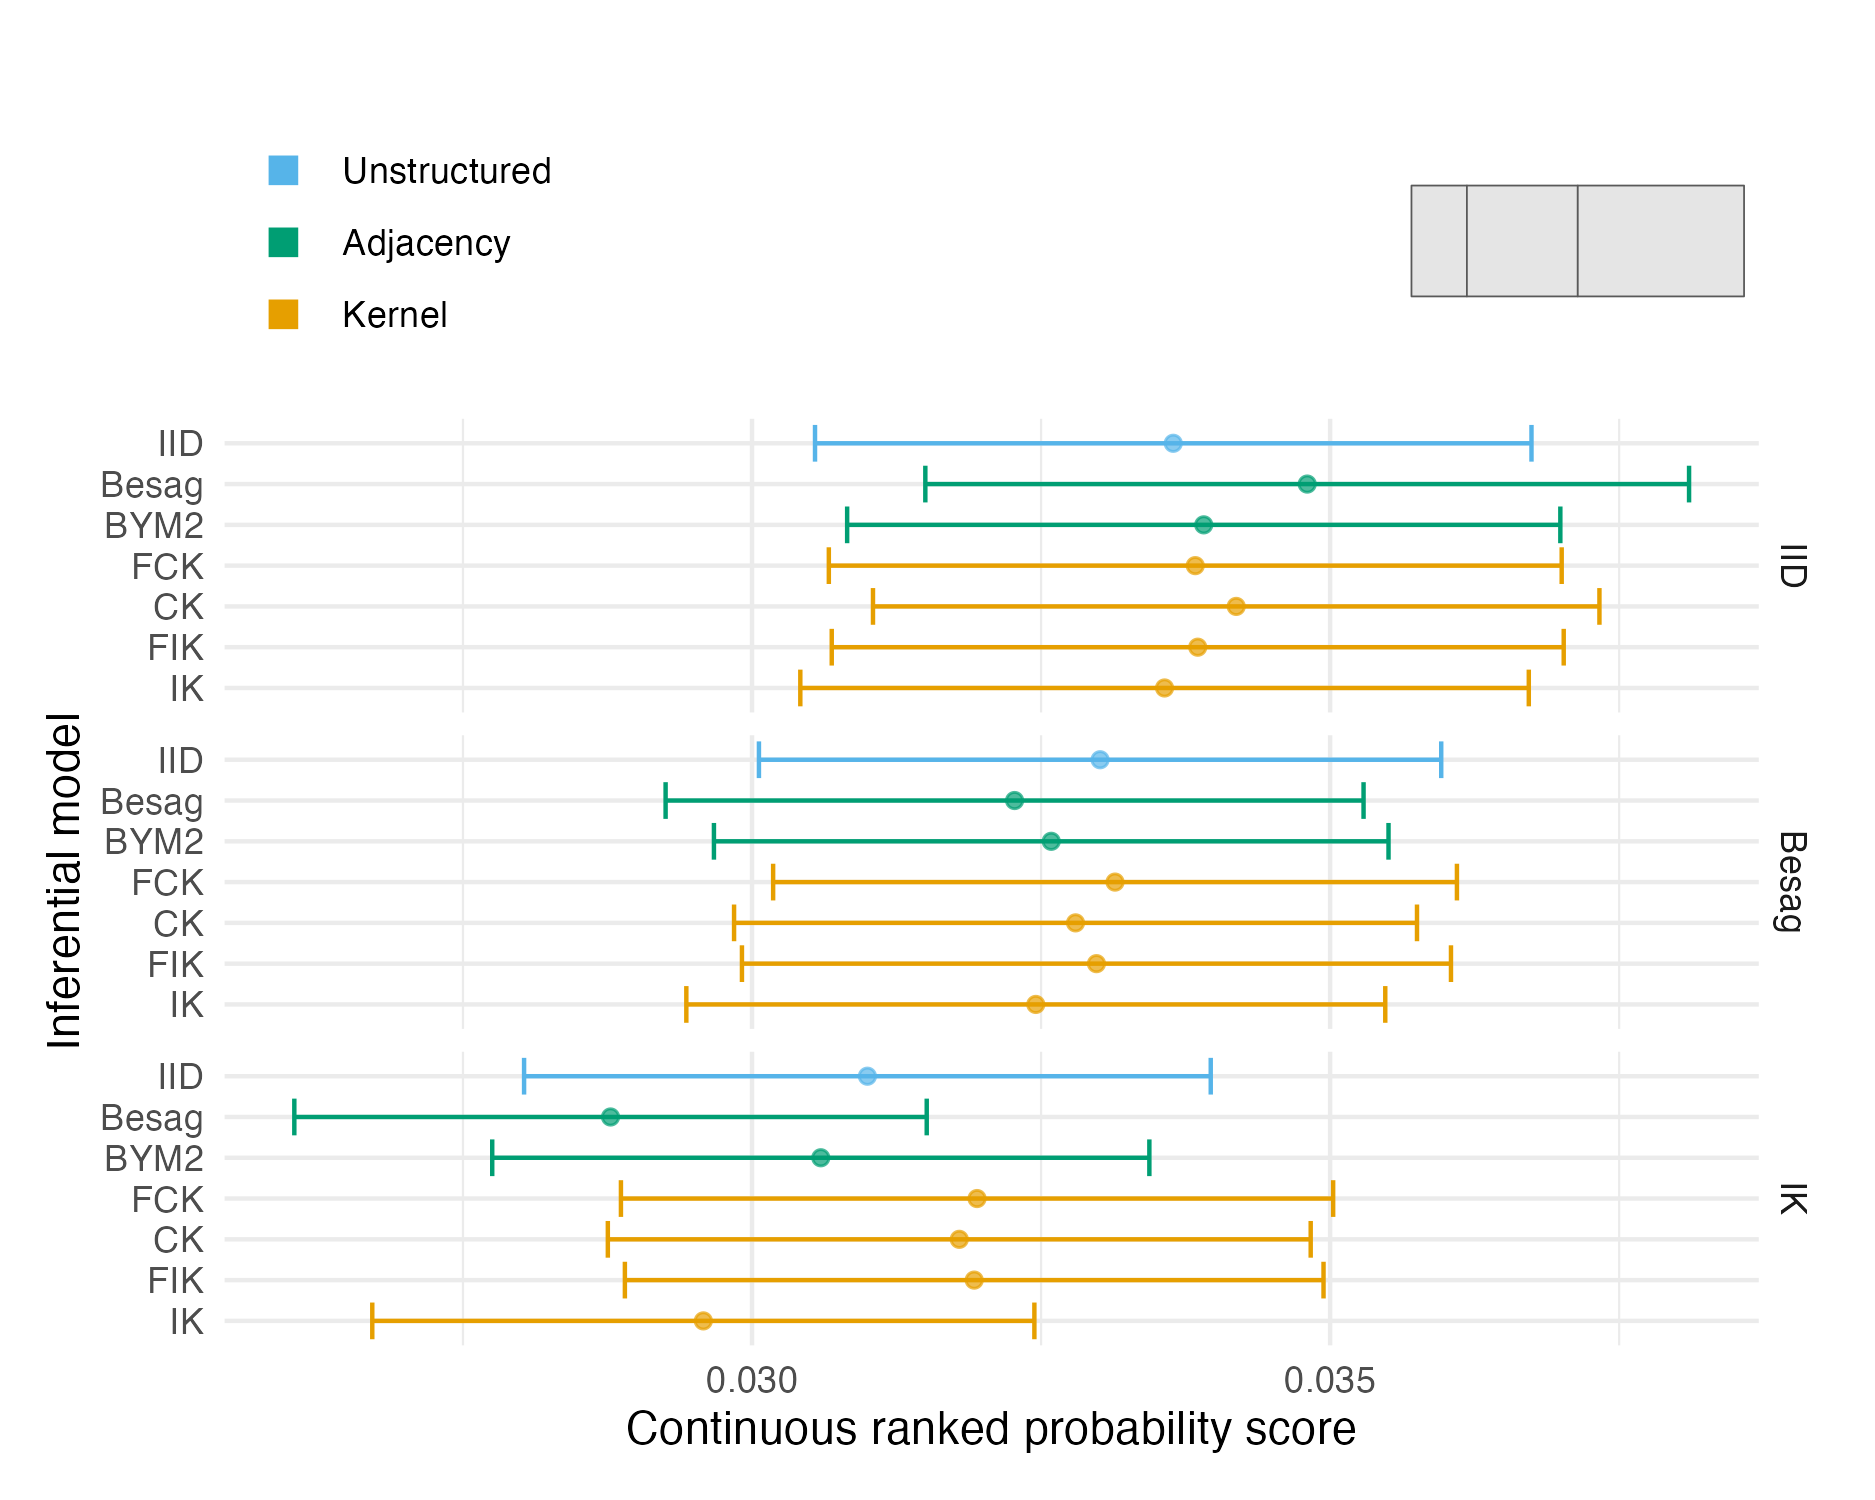 Unstructured
Adjacency
Kernel
IID
Besag
BYM2
FCK
CK
FIK
IK
IID
IID
Besag
BYM2
FCK
CK
FIK
IK
Besag
IID
Besag
BYM2
FCK
CK
FIK
IK
IK
Inferential model
0.030
0.035
Continuous ranked probability score